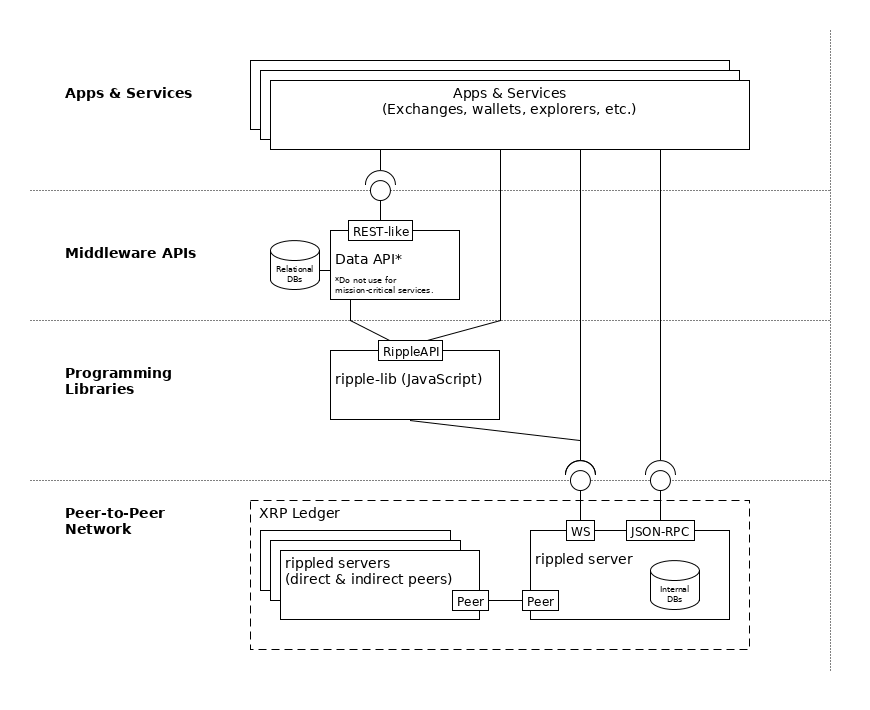 Apps & Services
Apps & Services
(Exchanges, wallets, explorers, etc.)
Middleware APIs
REST-like
Data API*
*Do not use for
mission-critical services.
Relational
DBs
Programming
Libraries
RippleAPI
ripple-lib (JavaScript)
Peer-to-Peer
Network
XRP Ledger
rippled servers
(direct & indirect peers)
Peer
Peer
WS
JSON-RPC
rippled server
Internal
DBs